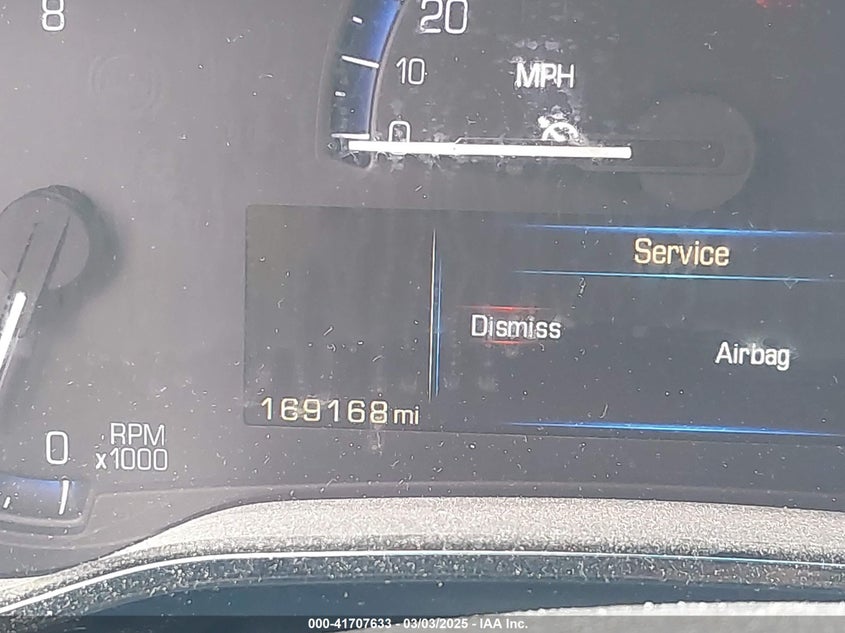 8
20
10
MPH
0
Service
Dismiss
Airbag
169168 mi
0
RPM
x1000
000-41707633 - 03/03/2025 - IAA Inc.